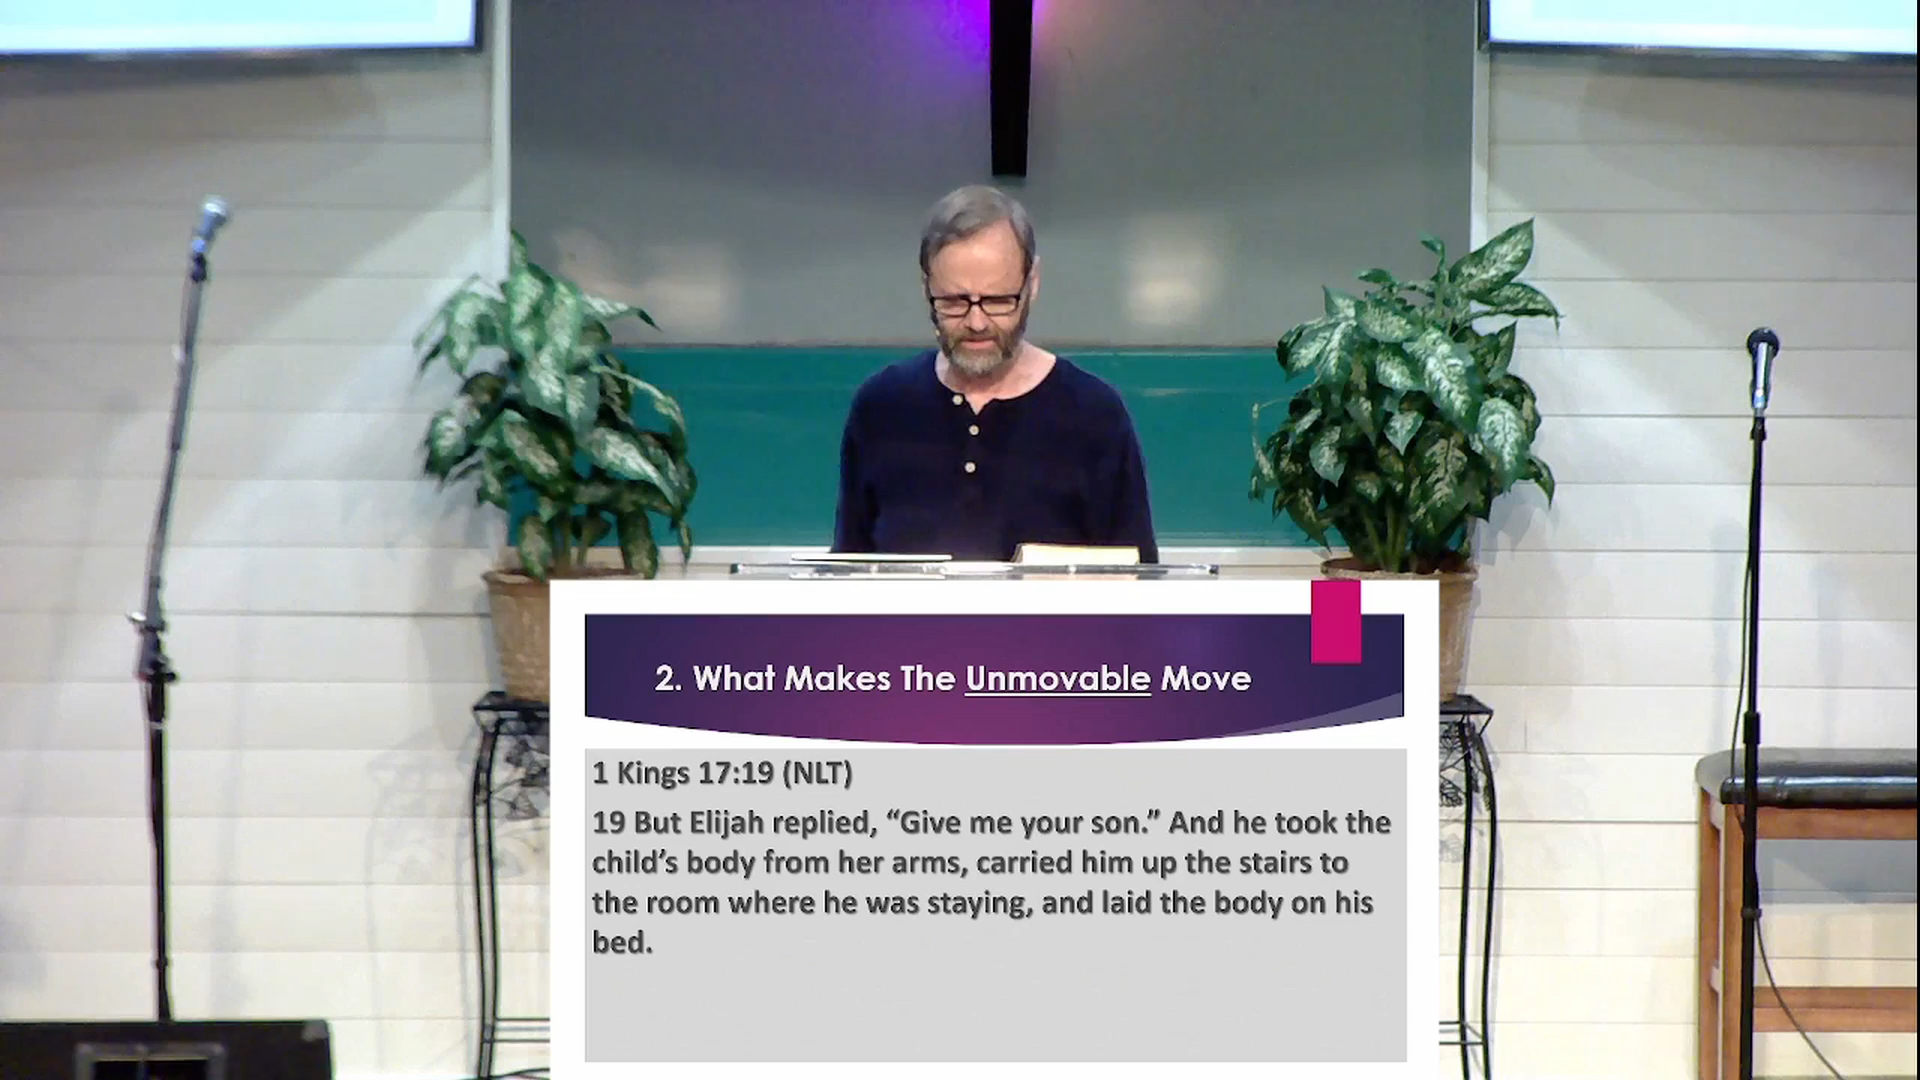 2. What Makes The Unmovable Move
1 Kings 17:19 (NLT)
19 But Elijah replied, “Give me your son.” And he took the
child’s body from her arms, carried him up the stairs to
the room where he was staying, and laid the body on his
bed.